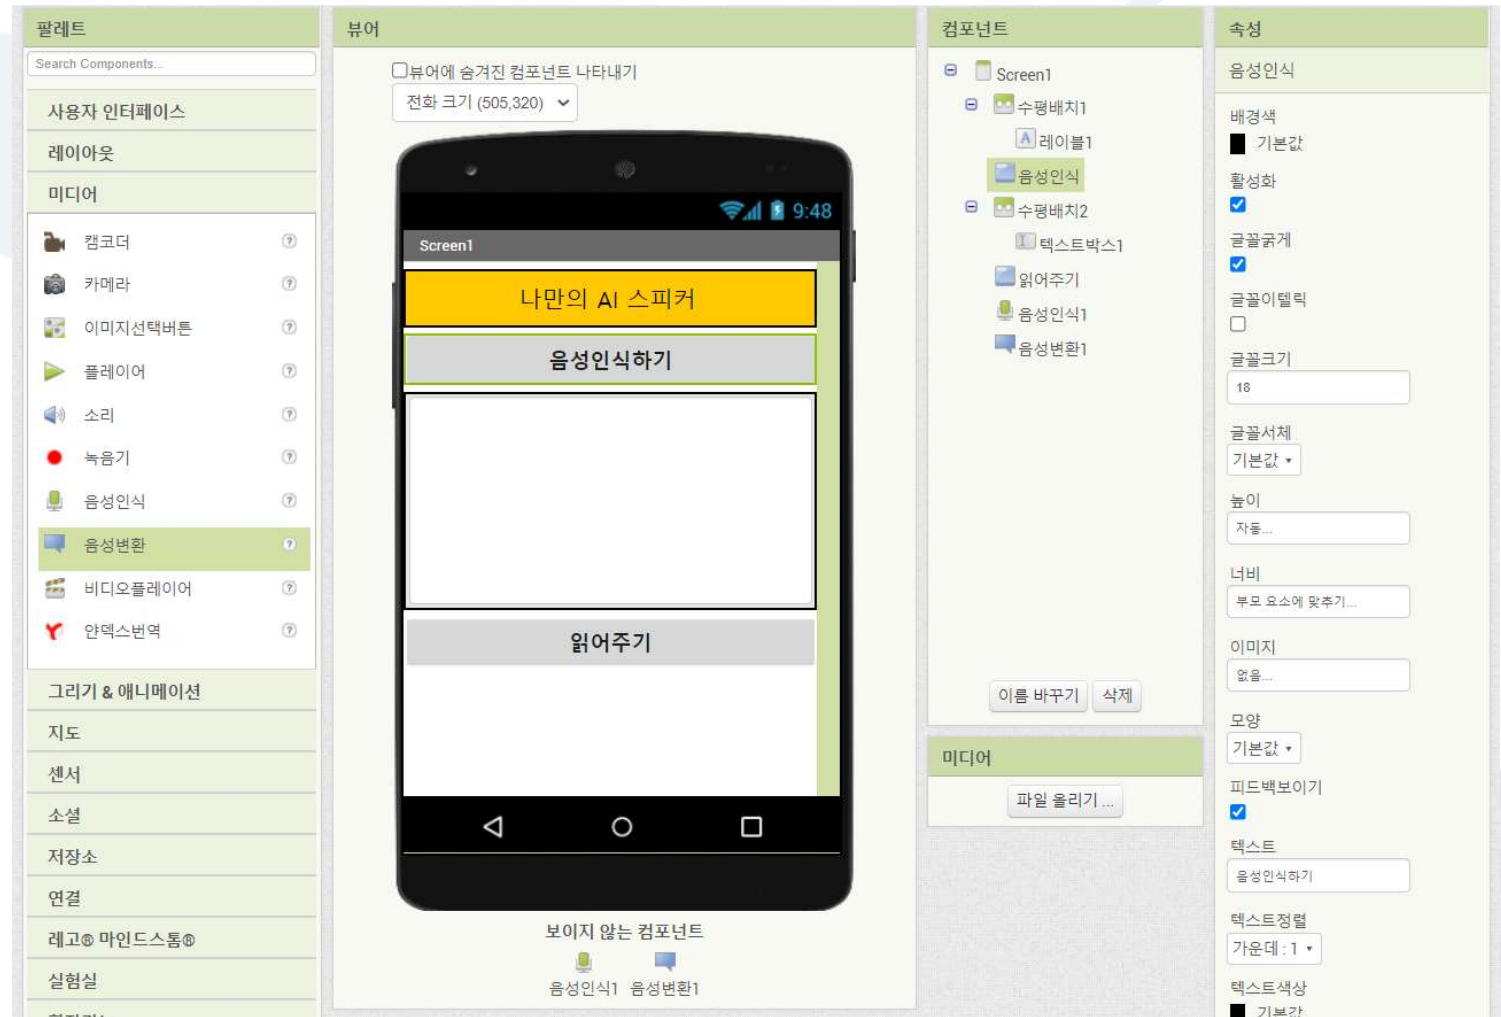 팔레트
Search Components...
사용자 인터페이스
레이아웃
미디어
캠코더
카메라
이미지선택버튼
플레이어
소리
녹음기
음성인식
음성변환
비디오플레이어
얀덱스번역
그리기 & 애니메이션
지도
센서
소셜
저장소
연결
레고® 마인드스톰®
실험실
뷰어
뷰어에 숨겨진 컴포넌트 나타내기
전화 크기 (505,320)
9:48
Screen1
나만의 AI 스피커
음성인식하기
읽어주기
보이지 않는 컴포넌트
음성인식1 음성변환1
컴포넌트
Screen1
수평배치1
레이블1
음성인식
수평배치2
텍스트박스1
읽어주기
음성인식1
음성변환1
이름 바꾸기 삭제
미디어
파일 올리기 ...
속성
음성인식
배경색
기본값
활성화
글꼴굵게
글꼴이텔릭
글꼴크기
18
글꼴서체
기본값
높이
자동...
너비
부모 요소에 맞추기...
이미지
없음...
모양
기본값
피드백보이기
텍스트
음성인식하기
텍스트정렬
가운데 : 1
텍스트색상
기본값